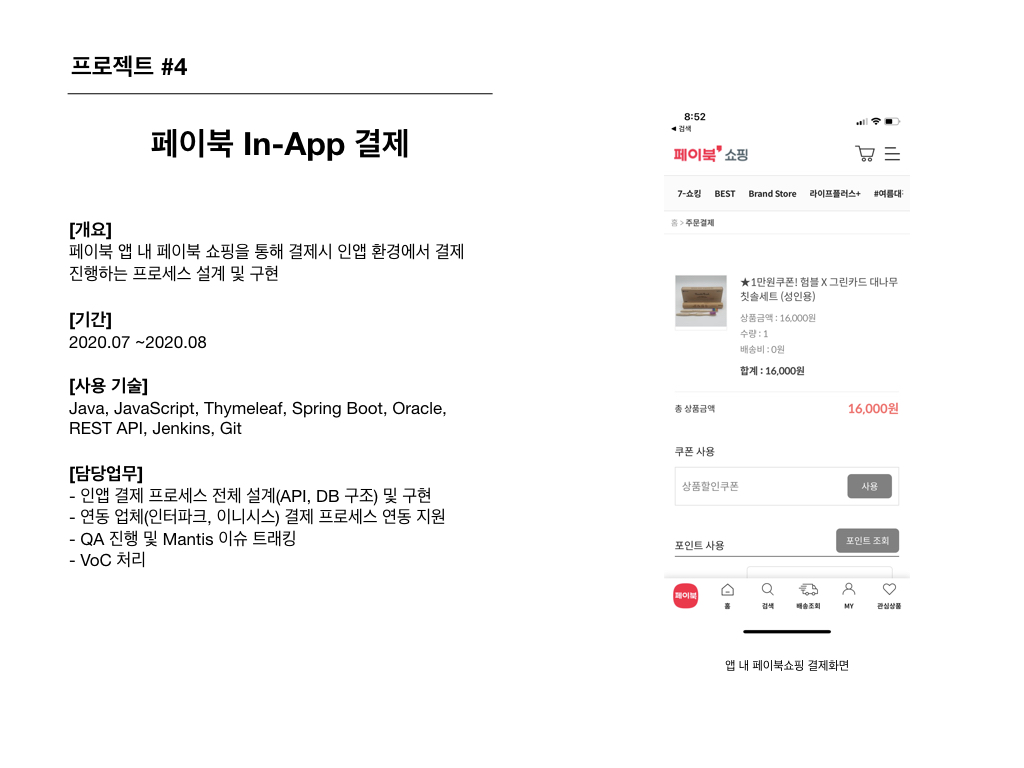 프로젝트 #4
페이북 In-App 결제
[개요]
페이북 앱 내 페이북 쇼핑을 통해 결제시 인앱 환경에서 결제
진행하는 프로세스 설계 및 구현
[기간]
2020.07 ~2020.08
[사용 기술]
Java, JavaScript, Thymeleaf, Spring Boot, Oracle,
REST API, Jenkins, Git
[담당업무]
- 인앱 결제 프로세스 전체 설계(API, DB 구조) 및 구현
- 연동 업체(인터파크, 이니시스) 결제 프로세스 연동 지원
- QA 진행 및 Mantis 이슈 트래킹
- VoC 처리
8:52
◀ 검색
페이북 쇼핑
7-쇼킹 BEST Brand Store 라이프플러스+ #여름대
홈 > 주문결제
★1만원쿠폰! 험블 X 그린카드 대나무
칫솔세트 (성인용)
상품금액 : 16,000원
수량 : 1
배송비 : 0원
합계 : 16,000원
총 상품금액 16,000원
쿠폰 사용
상품할인쿠폰 사용
포인트 사용 포인트 조회
페이북 홈 검색 배송조회 MY 관심상품
앱 내 페이북쇼핑 결제화면